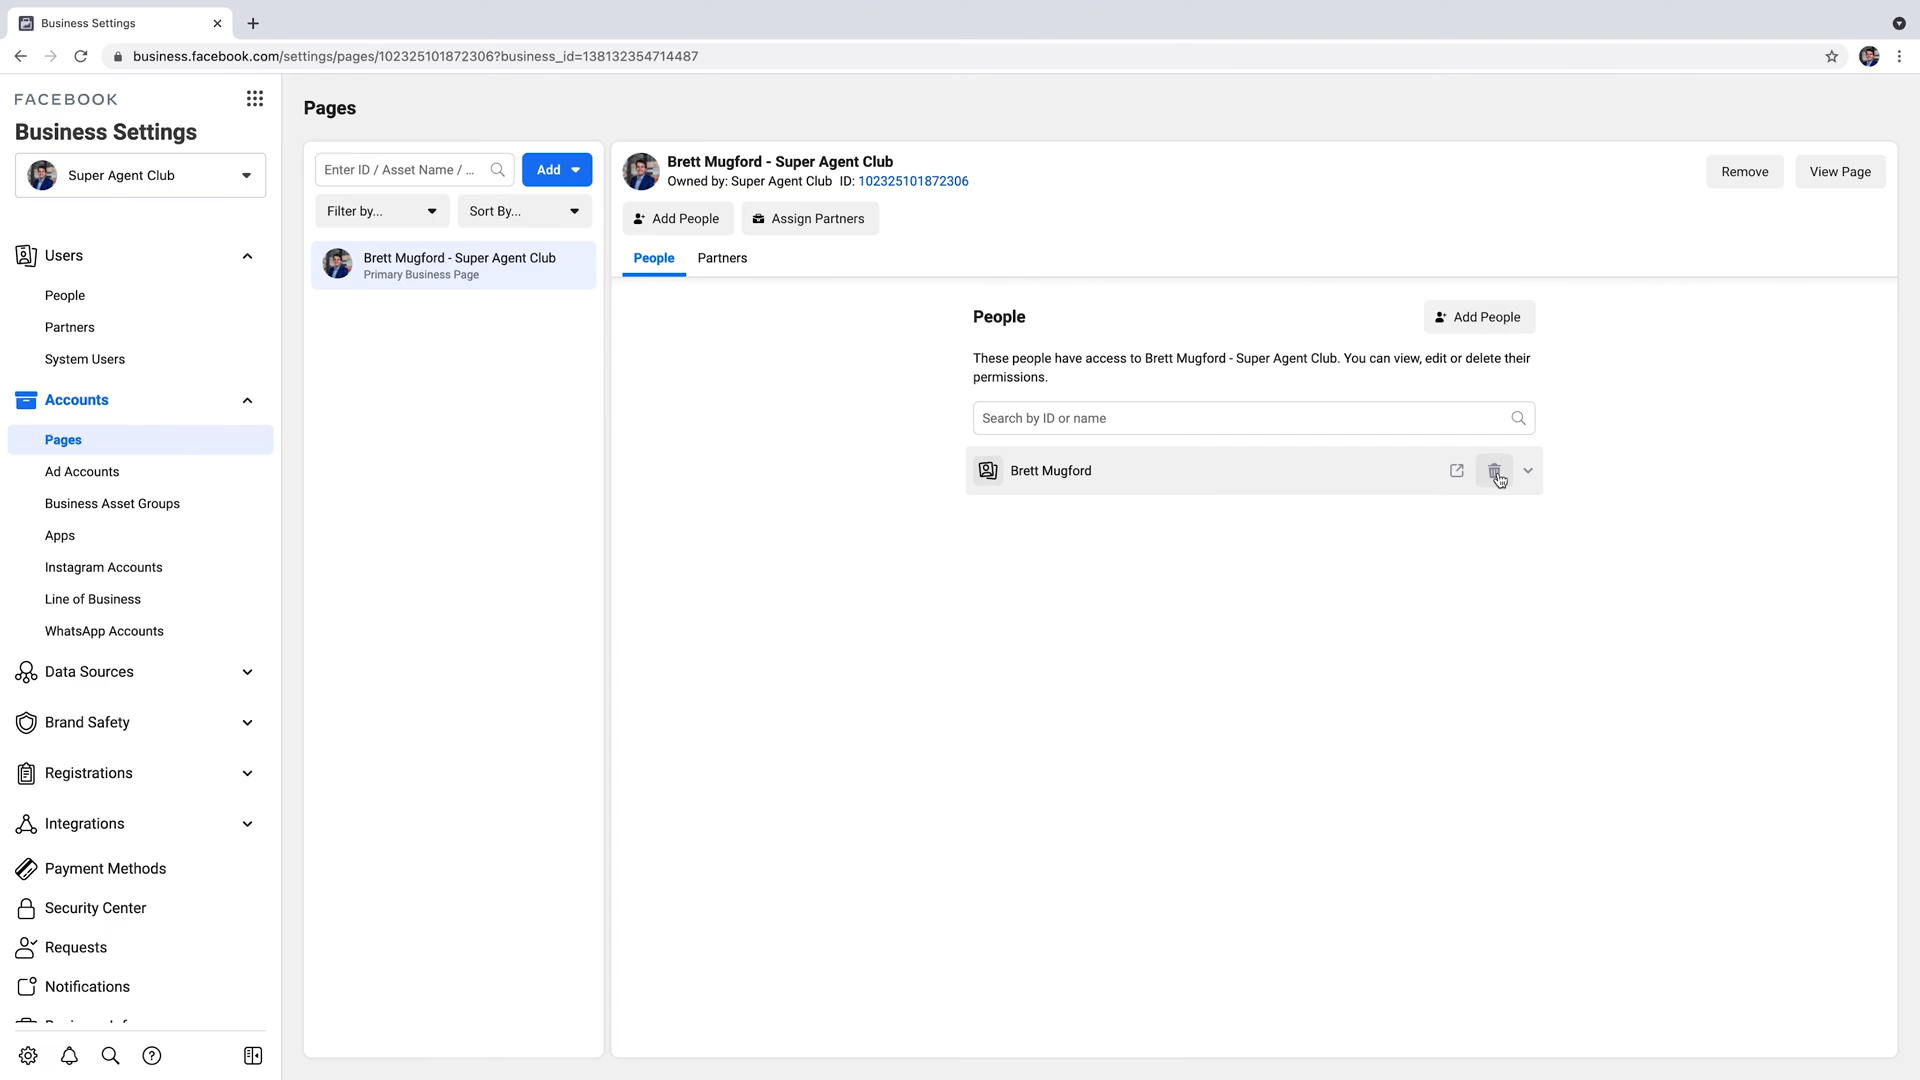 Business Settings
business.facebook.com/settings/pages/102325101872306?business_id=138132354714487
FACEBOOK
Business Settings
Super Agent Club
Users
People
Partners
System Users
Accounts
Pages
Ad Accounts
Business Asset Groups
Apps
Instagram Accounts
Line of Business
WhatsApp Accounts
Data Sources
Brand Safety
Registrations
Integrations
Payment Methods
Security Center
Requests
Notifications
Pages
Enter ID / Asset Name / ...
Add
Filter by...
Sort By...
Brett Mugford - Super Agent Club
Primary Business Page
Brett Mugford - Super Agent Club
Owned by: Super Agent Club ID: 102325101872306
Remove
View Page
Add People
Assign Partners
People
Partners
People
Add People
These people have access to Brett Mugford - Super Agent Club. You can view, edit or delete their
permissions.
Search by ID or name
Brett Mugford